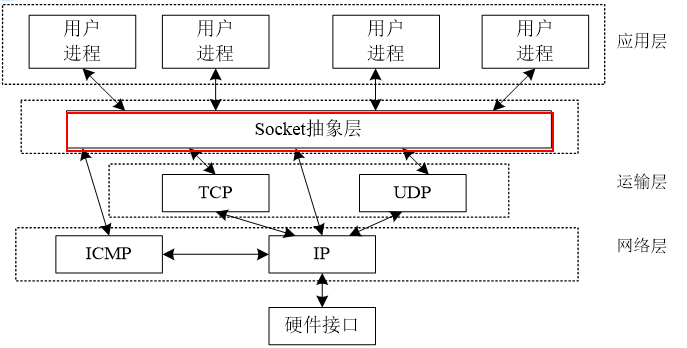 用户 用户 用户 用户
进程 进程 进程 进程
应用层
Socket抽象层
TCP UDP
运输层
ICMP IP
网络层
硬件接口